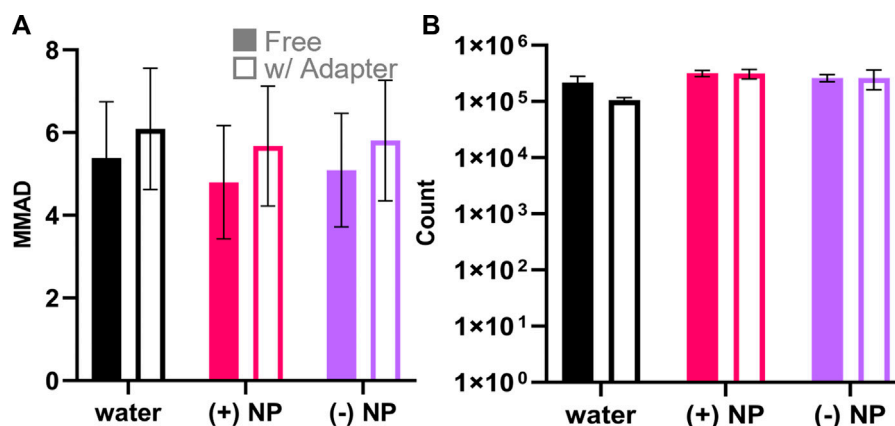 A
Free
w/ Adapter
8
6
4
2
0
MMAD
water
(+) NP
(-) NP
B
1×10⁶
1×10⁵
1×10⁴
1×10³
1×10²
1×10¹
1×10⁰
Count
water
(+) NP
(-) NP